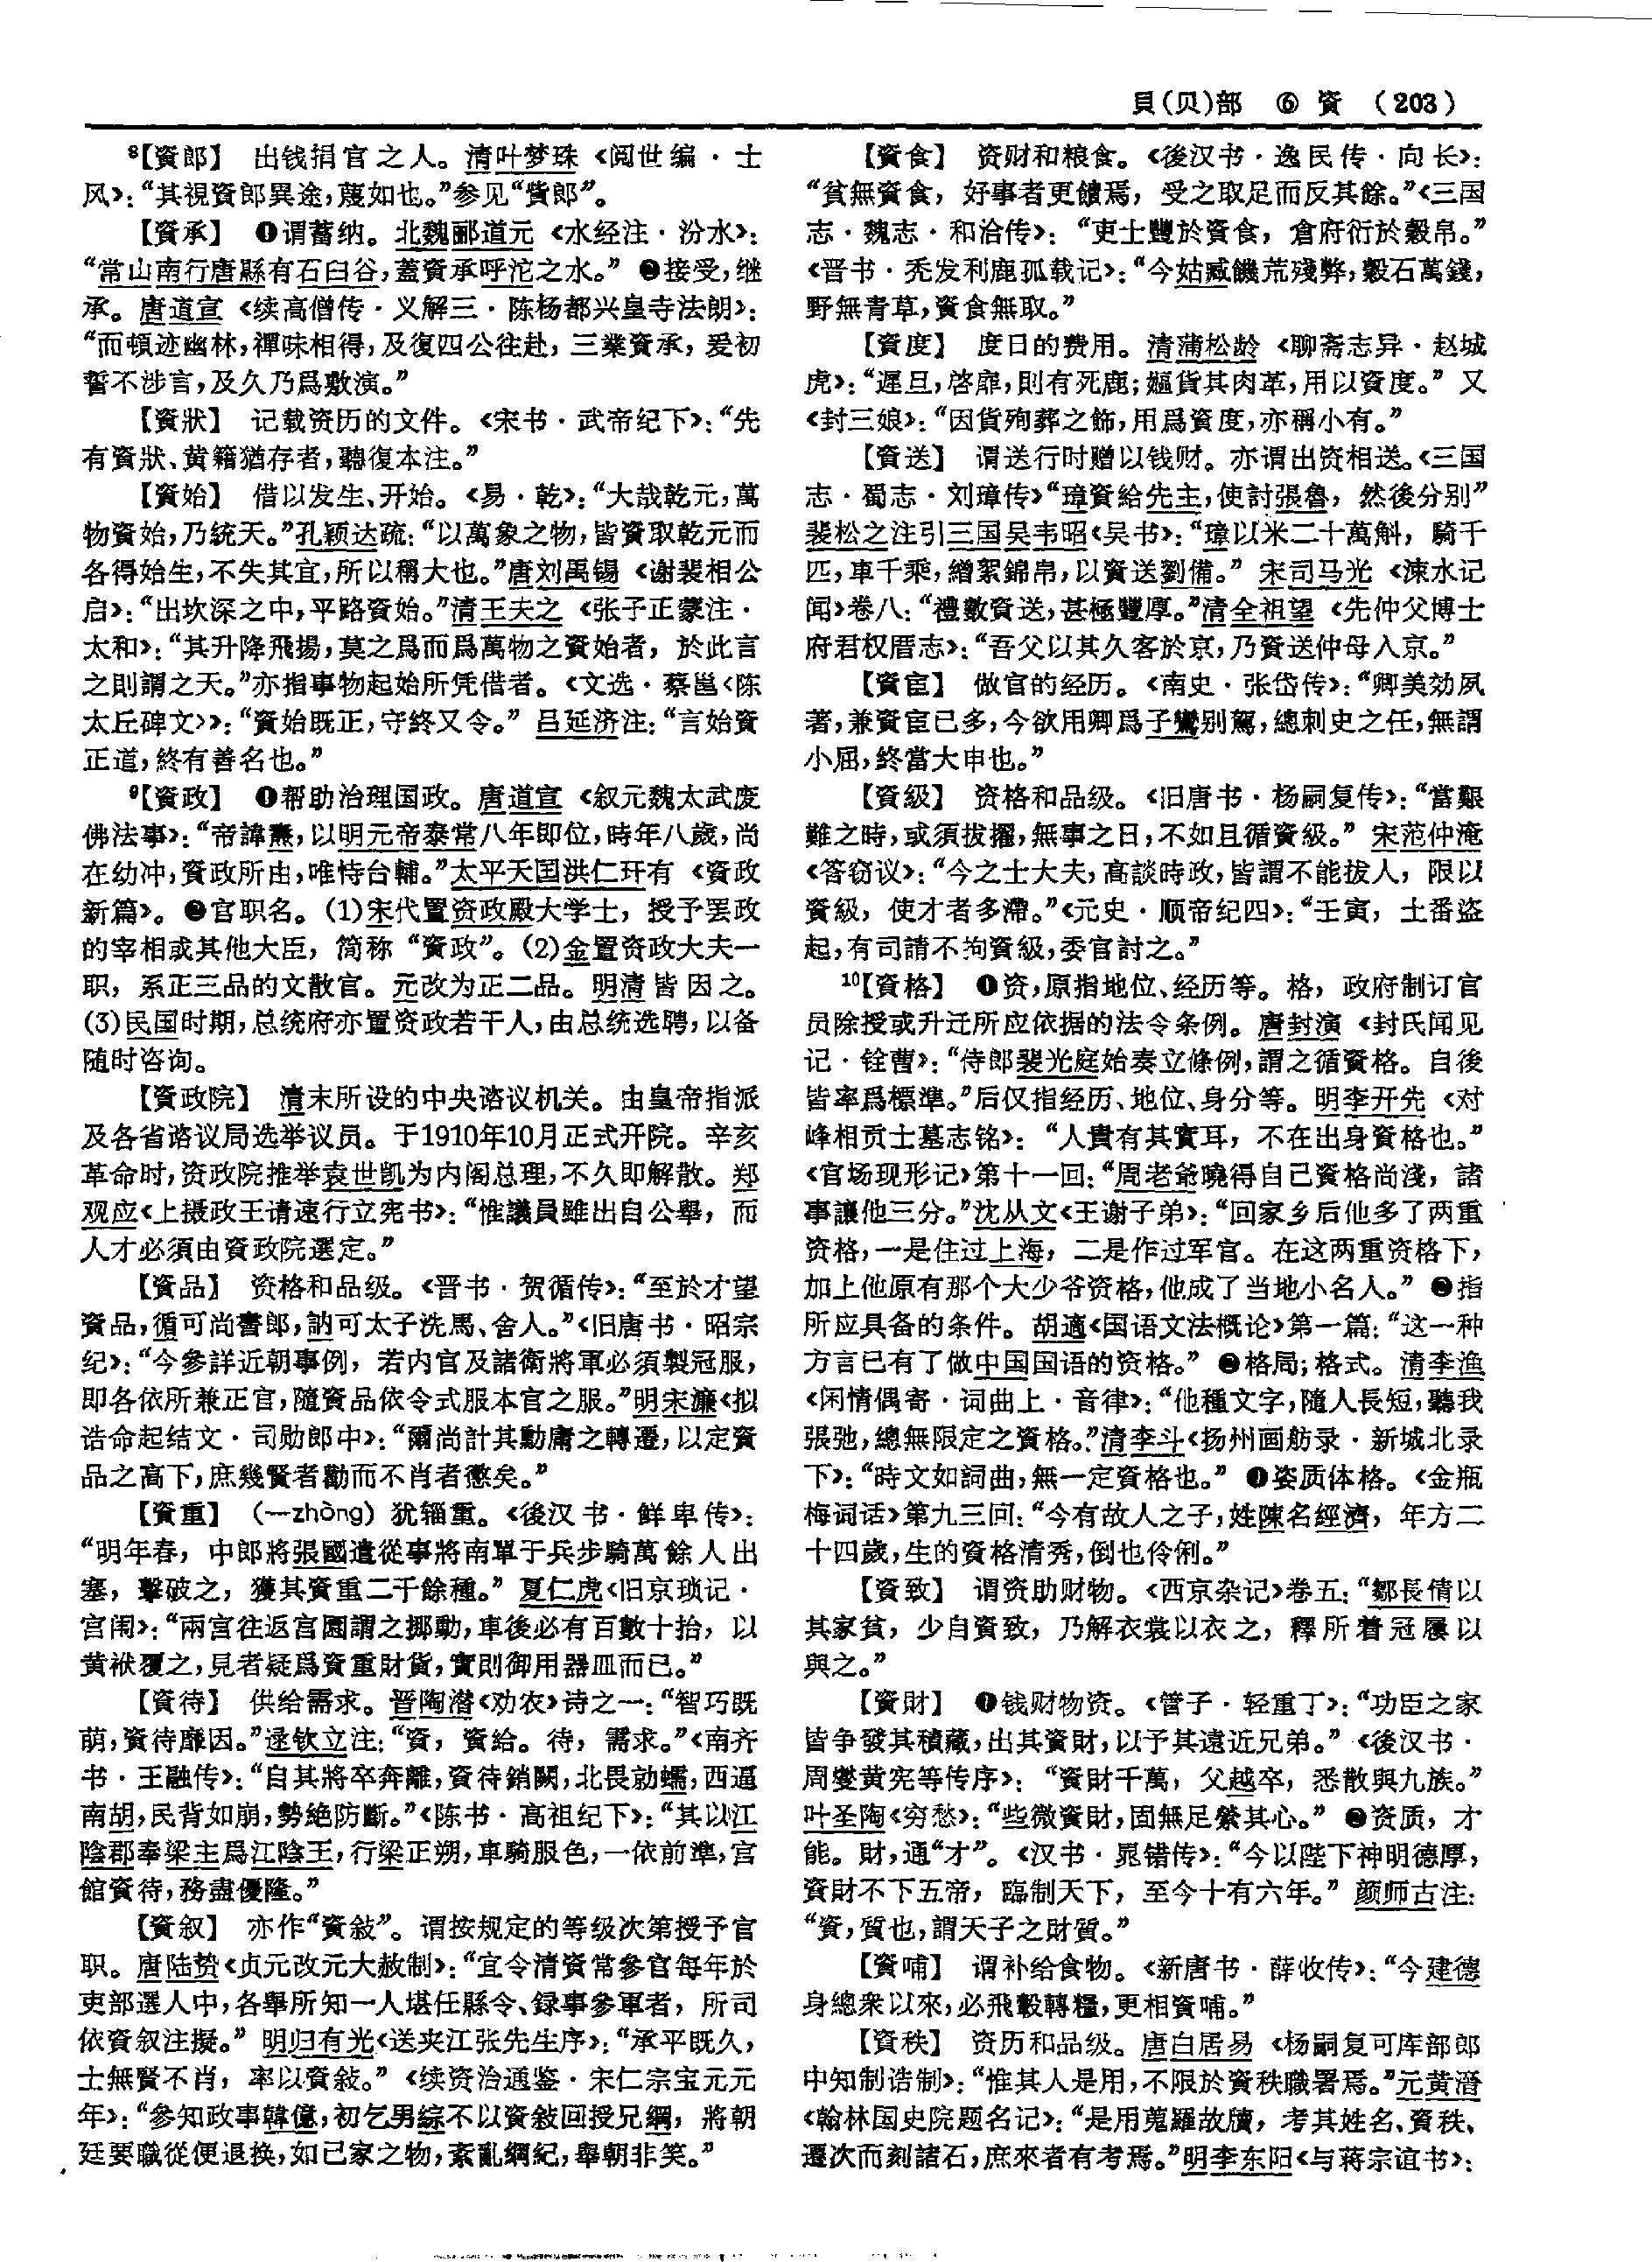 貝(贝)部 ⑥ 資 (203)
⁸【資郎】 出钱捐官之人。清叶梦珠《阅世编·士
风》：“其視資郎異途，蔑如也。”参见“貲郎”。
【資承】 ❶谓蓄纳。北魏郦道元《水经注·汾水》：
“常山南行唐縣有石臼谷，蓋資承呼沱之水。” ❷接受，继
承。唐道宣《续高僧传·义解三·陈杨都兴皇寺法朗》：
“而頓迹幽林，禪味相得，及復四公往赴，三業資承，爰初
誓不涉言，及久乃爲敷演。”
【資狀】 记载资历的文件。《宋书·武帝纪下》：“先
有資狀、黄籍猶存者，聽復本注。”
【資始】 借以发生、开始。《易·乾》：“大哉乾元，萬
物資始，乃統天。”孔颖达疏：“以萬象之物，皆資取乾元而
各得始生，不失其宜，所以稱大也。”唐刘禹锡《谢裴相公
启》：“出坎深之中，平路資始。”清王夫之《张子正蒙注·
太和》：“其升降飛揚，莫之爲而爲萬物之資始者，於此言
之則謂之天。”亦指事物起始所凭借者。《文选·蔡邕〈陈
太丘碑文〉》：“資始既正，守終又令。” 吕延济注：“言始資
正道，終有善名也。”
⁹【資政】 ❶帮助治理国政。唐道宣《叙元魏太武废
佛法事》：“帝諱燾，以明元帝泰常八年即位，時年八歲，尚
在幼冲，資政所由，唯恃台輔。”太平天国洪仁玕有《資政
新篇》。❷官职名。(1)宋代置资政殿大学士，授予罢政
的宰相或其他大臣，简称“資政”。(2)金置资政大夫一
职，系正三品的文散官。元改为正二品。明清皆因之。
(3)民国时期，总统府亦置资政若干人，由总统选聘，以备
随时咨询。
【資政院】 清末所设的中央谘议机关。由皇帝指派
及各省谘议局选举议员。于1910年10月正式开院。辛亥
革命时，资政院推举袁世凯为内阁总理，不久即解散。郑
观应《上摄政王请速行立宪书》：“惟議員雖出自公舉，而
人才必須由資政院選定。”
【資品】 资格和品级。《晋书·贺循传》：“至於才望
資品，循可尚書郎，訥可太子洗馬、舍人。”《旧唐书·昭宗
纪》：“今參詳近朝事例，若内官及諸衛將軍必須製冠服，
即各依所兼正官，隨資品依令式服本官之服。”明宋濂《拟
诰命起结文·司勋郎中》：“爾尚計其勳庸之轉遷，以定資
品之高下，庶幾賢者勸而不肖者懲矣。”
【資重】 (—zhòng) 犹辎重。《後汉书·鲜卑传》：
“明年春，中郎將張國遣從事將南單于兵步騎萬餘人出
塞，擊破之，獲其資重二千餘種。” 夏仁虎《旧京琐记·
宫闱》：“兩宫往返宫園謂之挪動，車後必有百數十抬，以
黄袱覆之，見者疑爲資重財貨，實則御用器皿而已。”
【資待】 供给需求。晋陶潜《劝农》诗之一：“智巧既
萌，資待靡因。”逯钦立注：“資，資給。待，需求。”《南齐
书·王融传》：“自其將卒奔離，資待銷闕，北畏勍蠕，西逼
南胡，民背如崩，勢絶防斷。”《陈书·高祖纪下》：“其以江
陰郡奉梁主爲江陰王，行梁正朔，車騎服色，一依前準，宫
館資待，務盡優隆。”
【資叙】 亦作“資敍”。谓按规定的等级次第授予官
职。唐陆贽《贞元改元大赦制》：“宜令清資常參官每年於
吏部選人中，各舉所知一人堪任縣令、録事參軍者，所司
依資叙注擬。” 明归有光《送夹江张先生序》：“承平既久，
士無賢不肖，率以資敍。”《续资治通鉴·宋仁宗宝元元
年》：“參知政事韓億，初乞男綜不以資敍回授兄綱，將朝
廷要職從便退换，如己家之物，紊亂綱紀，舉朝非笑。”
【資食】 资财和粮食。《後汉书·逸民传·向长》：
“貧無資食，好事者更饋焉，受之取足而反其餘。”《三国
志·魏志·和洽传》：“吏士豐於資食，倉府衍於穀帛。”
《晋书·秃发利鹿孤载记》：“今姑臧饑荒殘弊，穀石萬錢，
野無青草，資食無取。”
【資度】 度日的费用。清蒲松龄《聊斋志异·赵城
虎》：“遲旦，啓扉，則有死鹿；嫗貨其肉革，用以資度。” 又
《封三娘》：“因貨殉葬之飾，用爲資度，亦稱小有。”
【資送】 谓送行时赠以钱财。亦谓出资相送。《三国
志·蜀志·刘璋传》“璋資給先主，使討張魯，然後分别”
裴松之注引三国吴韦昭《吴书》：“璋以米二十萬斛，騎千
匹，車千乘，繒絮錦帛，以資送劉備。” 宋司马光《涑水记
闻》卷八：“禮數資送，甚極豐厚。”清全祖望《先仲父博士
府君权厝志》：“吾父以其久客於京，乃資送仲母入京。”
【資宦】 做官的经历。《南史·张岱传》：“卿美効夙
著，兼資宦已多，今欲用卿爲子鸞别駕，總刺史之任，無謂
小屈，終當大申也。”
【資級】 资格和品级。《旧唐书·杨嗣复传》：“當艱
難之時，或須拔擢，無事之日，不如且循資級。” 宋范仲淹
《答窃议》：“今之士大夫，高談時政，皆謂不能拔人，限以
資級，使才者多滯。”《元史·顺帝纪四》：“壬寅，土番盗
起，有司請不拘資級，委官討之。”
¹⁰【資格】 ❶资，原指地位、经历等。格，政府制订官
员除授或升迁所应依据的法令条例。唐封演《封氏闻见
记·铨曹》：“侍郎裴光庭始奏立條例，謂之循資格。自後
皆率爲標準。”后仅指经历、地位、身分等。明李开先《对
峰相贡士墓志铭》：“人貴有其實耳，不在出身資格也。”
《官场现形记》第十一回：“周老爺曉得自己資格尚淺，諸
事讓他三分。”沈从文《王谢子弟》：“回家乡后他多了两重
资格，一是住过上海，二是作过军官。在这两重资格下，
加上他原有那个大少爷资格，他成了当地小名人。” ❷指
所应具备的条件。胡適《国语文法概论》第一篇：“这一种
方言已有了做中国国语的资格。” ❸格局；格式。清李渔
《闲情偶寄·词曲上·音律》：“他種文字，隨人長短，聽我
張弛，總無限定之資格。”清李斗《扬州画舫录·新城北录
下》：“時文如詞曲，無一定資格也。” ❹姿质体格。《金瓶
梅词话》第九三回：“今有故人之子，姓陳名經濟，年方二
十四歲，生的資格清秀，倒也伶俐。”
【資致】 谓资助财物。《西京杂记》卷五：“鄒長倩以
其家貧，少自資致，乃解衣裳以衣之，釋所着冠履以
與之。”
【資財】 ❶钱财物资。《管子·轻重丁》：“功臣之家
皆争發其積藏，出其資財，以予其遠近兄弟。”《後汉书·
周燮黄宪等传序》：“資財千萬，父越卒，悉散與九族。”
叶圣陶《穷愁》：“些微資財，固無足縈其心。” ❷资质，才
能。財，通“才”。《汉书·晁错传》：“今以陛下神明德厚，
資財不下五帝，臨制天下，至今十有六年。” 颜师古注：
“資，質也，謂天子之財質。”
【資哺】 谓补给食物。《新唐书·薛收传》：“今建德
身總衆以來，必飛轂轉糧，更相資哺。”
【資秩】 资历和品级。唐白居易《杨嗣复可库部郎
中知制诰制》：“惟其人是用，不限於資秩職署焉。”元黄溍
《翰林国史院题名记》：“是用蒐羅故牘，考其姓名、資秩、
遷次而刻諸石，庶來者有考焉。”明李东阳《与蒋宗谊书》：